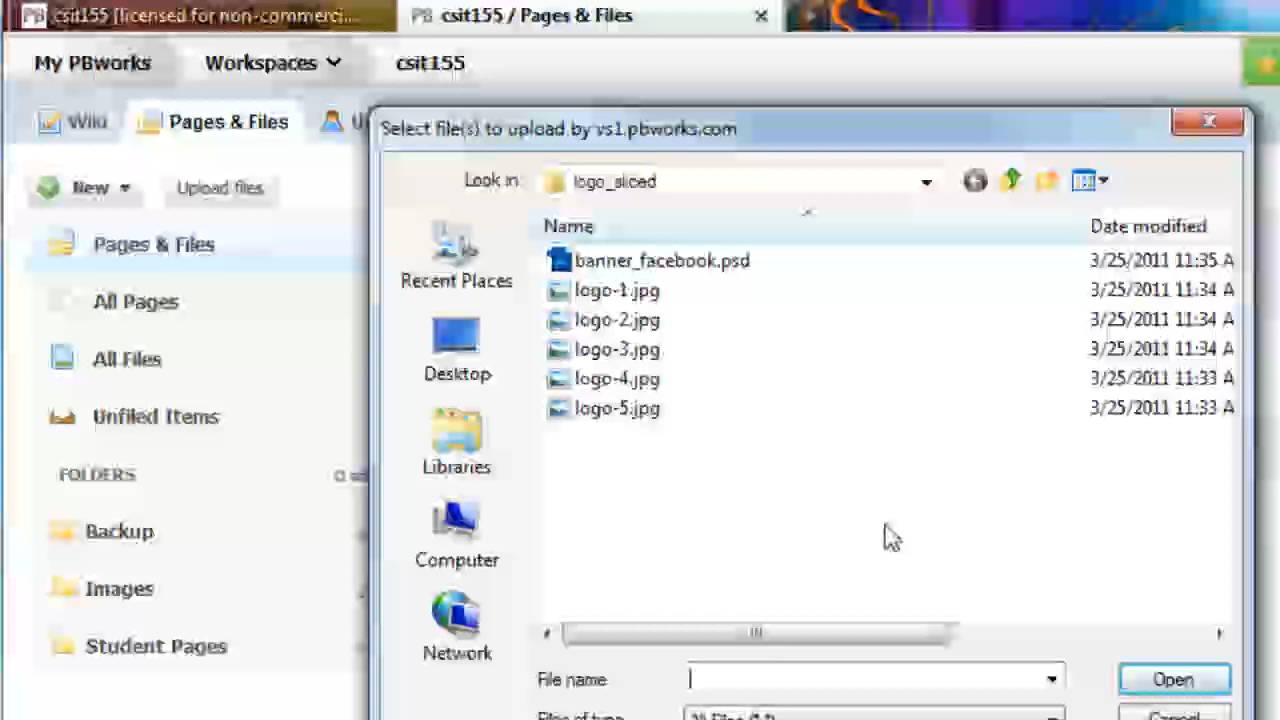 PB csit155 [licensed for non-commerci...
PB csit155 / Pages & Files
My PBworks
Workspaces
csit155
Wiki
Pages & Files
U
New
Upload files
Pages & Files
All Pages
All Files
Unfiled Items
FOLDERS
Backup
Images
Student Pages
Select file(s) to upload by vs1.pbworks.com
Look in:
logo_sliced
Recent Places
Desktop
Libraries
Computer
Network
Name
Date modified
banner_facebook.psd
3/25/2011 11:35 A
logo-1.jpg
3/25/2011 11:34 A
logo-2.jpg
3/25/2011 11:34 A
logo-3.jpg
3/25/2011 11:34 A
logo-4.jpg
3/25/2011 11:33 A
logo-5.jpg
3/25/2011 11:33 A
File name
Open
Files of type
All Files (*.*)
Cancel